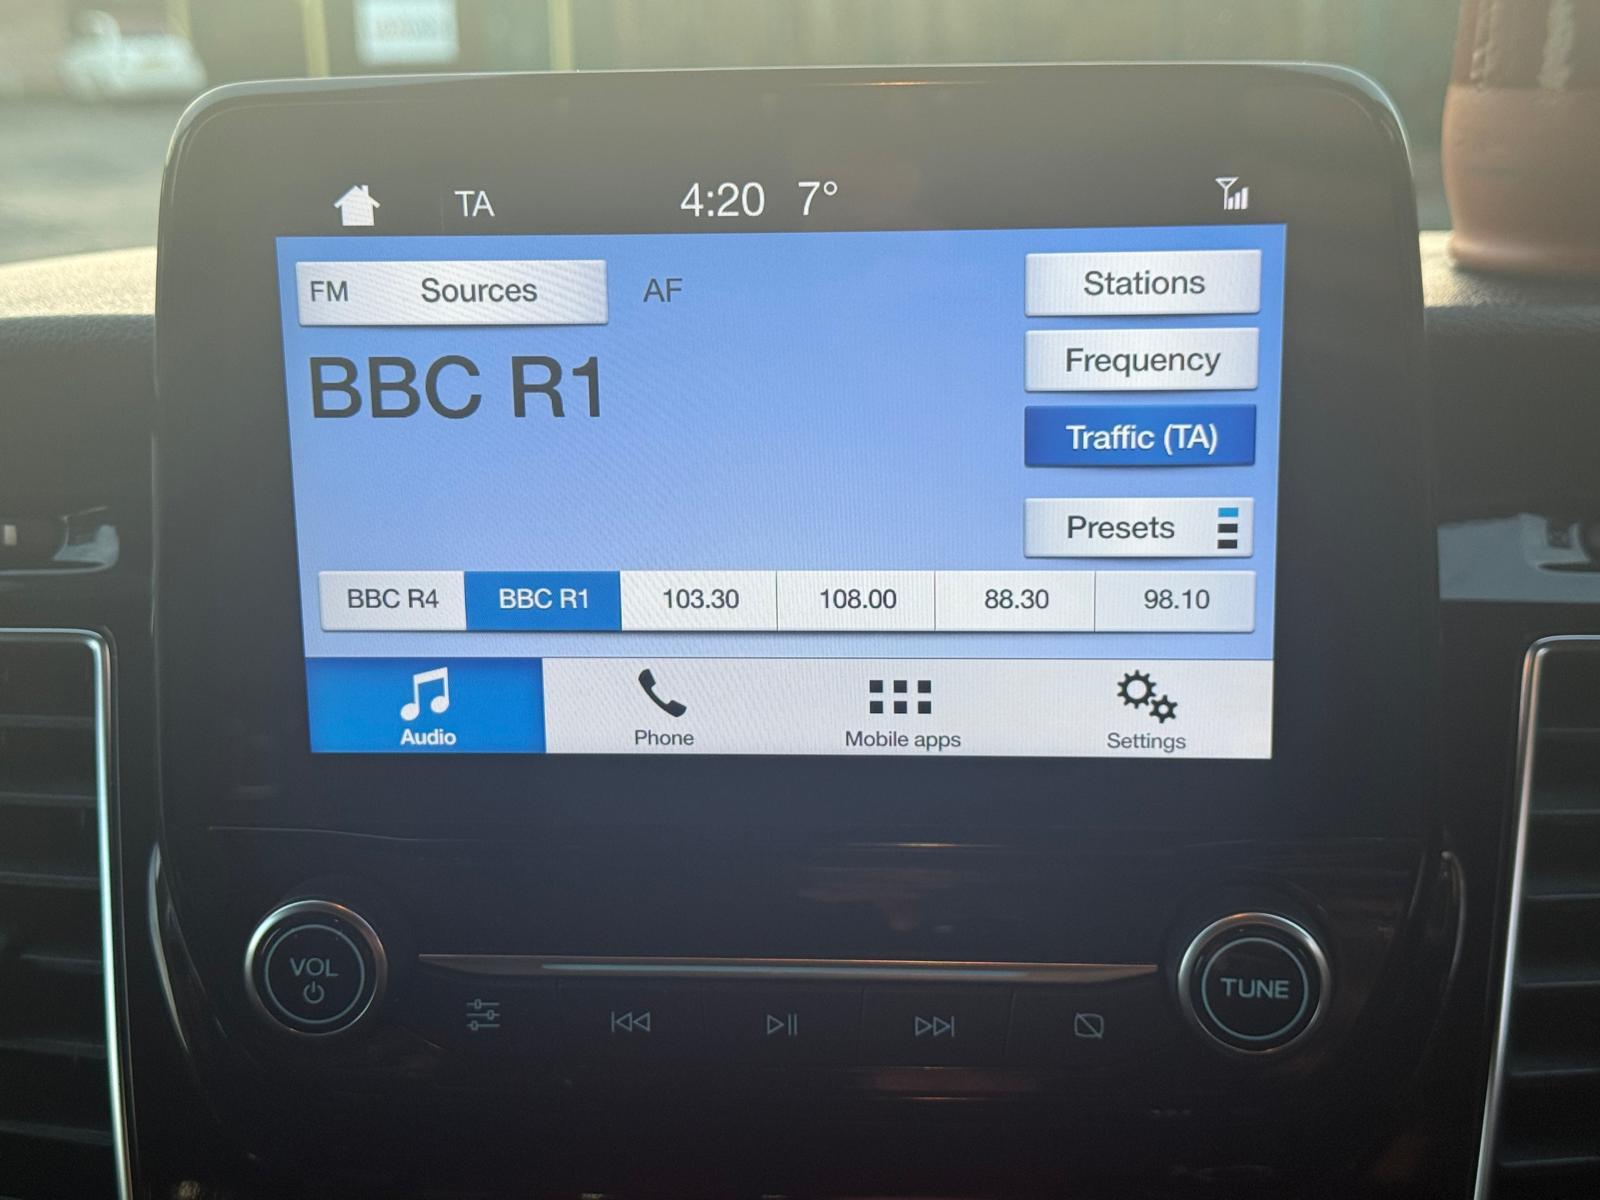 TA 4:20 7°
FM Sources AF Stations
Frequency
BBC R1
Traffic (TA)
Presets
BBC R4 BBC R1 103.30 108.00 88.30 98.10
Audio Phone Mobile apps Settings
VOL TUNE